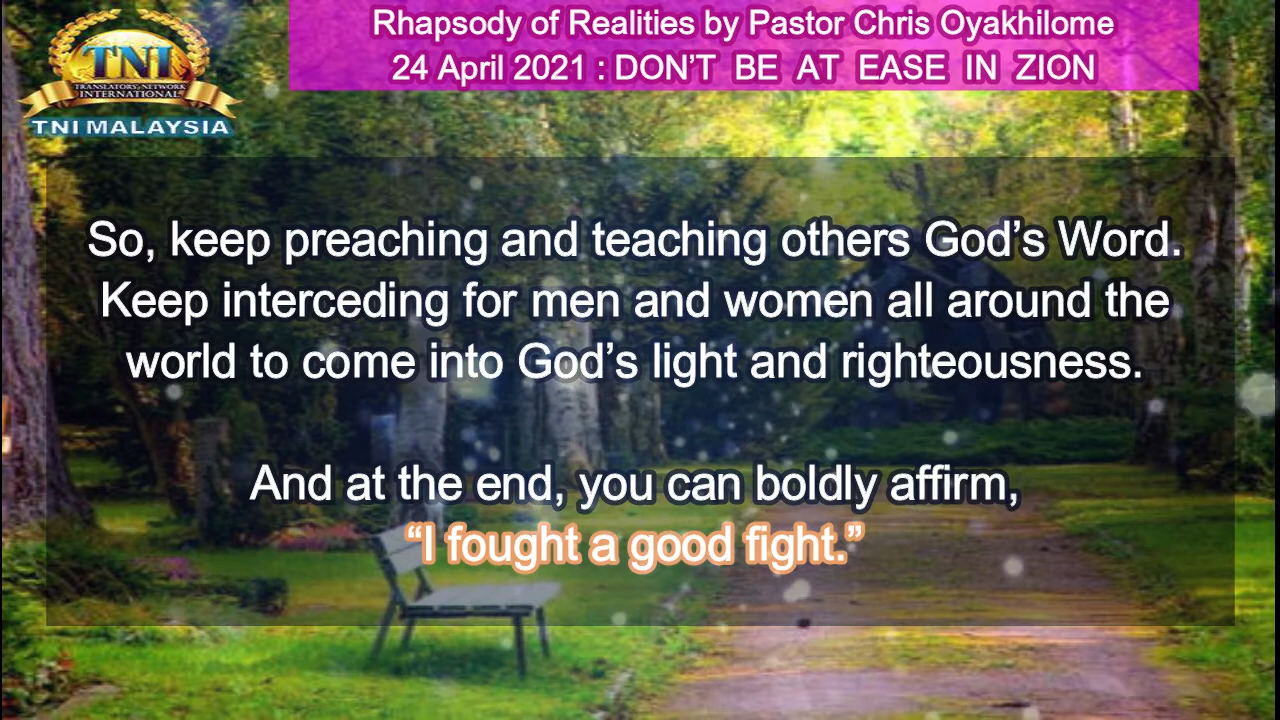 Rhapsody of Realities by Pastor Chris Oyakhilome
24 April 2021 : DON'T BE AT EASE IN ZION
TNI
TRANSLATORS' NETWORK
INTERNATIONAL
TNI MALAYSIA
So, keep preaching and teaching others God's Word.
Keep interceding for men and women all around the
world to come into God's light and righteousness.
And at the end, you can boldly affirm,
“I fought a good fight.”